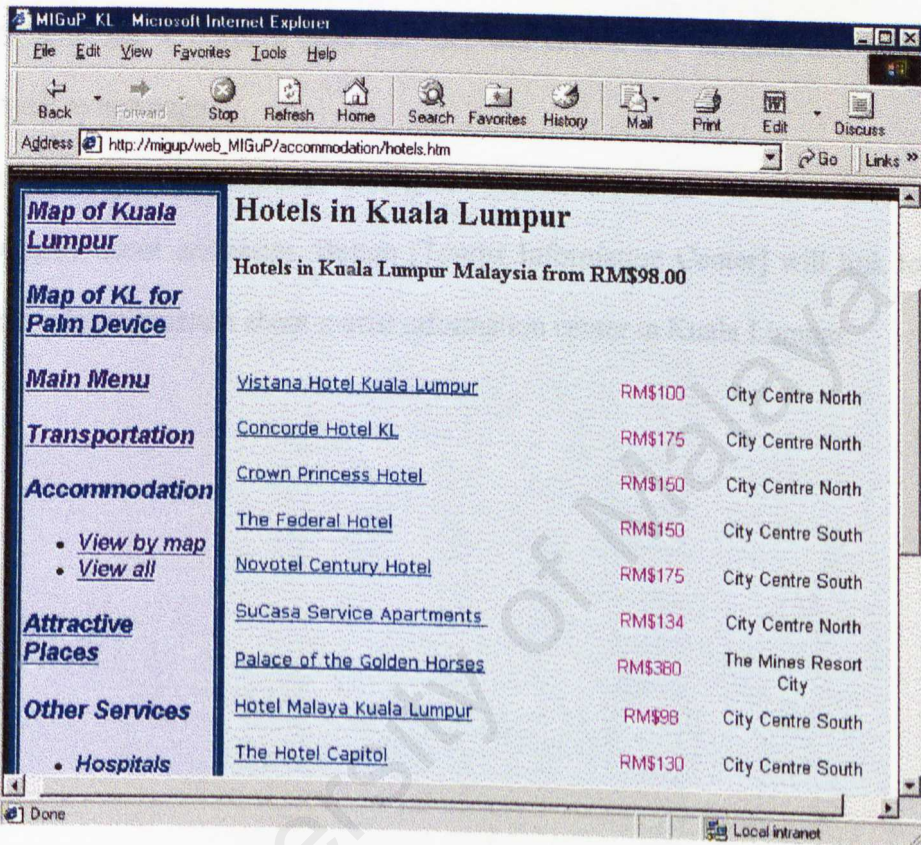 MIGuP_KL Microsoft Internet Explorer
File Edit View Favorites Tools Help
Back Forward Stop Refresh Home Search Favorites History Mail Print Edit Discuss
Address http://migup/web_MIGuP/accommodation/hotels.htm Go Links »
Map of Kuala
Lumpur
Map of KL for
Palm Device
Main Menu
Transportation
Accommodation
• View by map
• View all
Attractive
Places
Other Services
• Hospitals
Hotels in Kuala Lumpur
Hotels in Kuala Lumpur Malaysia from RM$98.00
Vistana Hotel Kuala Lumpur RM$100 City Centre North
Concorde Hotel KL RM$175 City Centre North
Crown Princess Hotel RM$150 City Centre North
The Federal Hotel RM$150 City Centre South
Novotel Century Hotel RM$175 City Centre South
SuCasa Service Apartments RM$134 City Centre North
Palace of the Golden Horses RM$380 The Mines Resort
City
Hotel Malaya Kuala Lumpur RM$98 City Centre South
The Hotel Capitol RM$130 City Centre South
Done Local intranet
ersity of Malaya